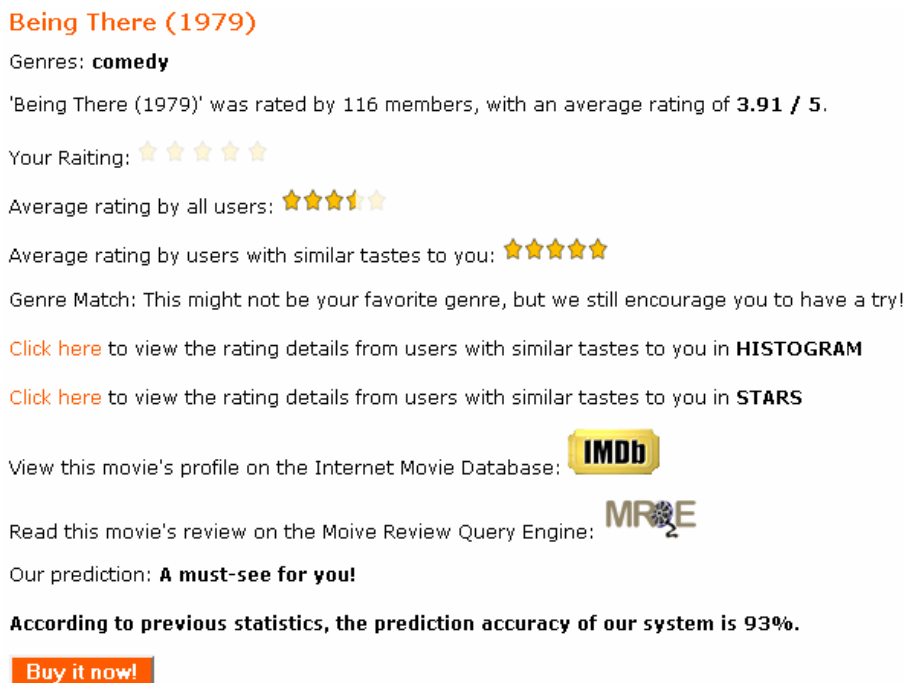 Being There (1979)
Genres: comedy
'Being There (1979)' was rated by 116 members, with an average rating of 3.91 / 5.
Your Raiting:
Average rating by all users:
Average rating by users with similar tastes to you:
Genre Match: This might not be your favorite genre, but we still encourage you to have a try!
Click here to view the rating details from users with similar tastes to you in HISTOGRAM
Click here to view the rating details from users with similar tastes to you in STARS
View this movie's profile on the Internet Movie Database: IMDb
Read this movie's review on the Moive Review Query Engine: MRQE
Our prediction: A must-see for you!
According to previous statistics, the prediction accuracy of our system is 93%.
Buy it now!